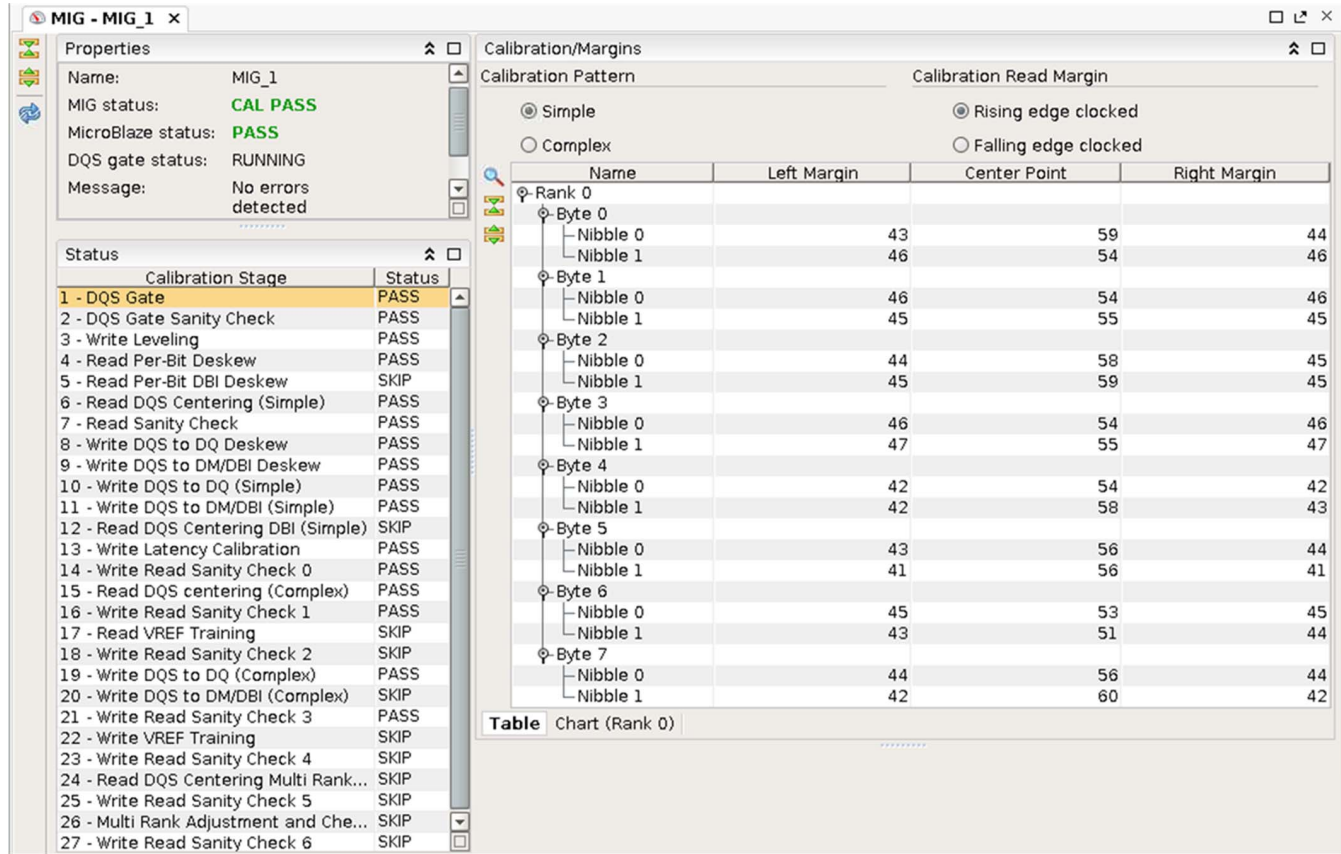 MIG - MIG_1
Properties
Name: MIG_1
MIG status: CAL PASS
MicroBlaze status: PASS
DQS gate status: RUNNING
Message: No errors
detected
Status
Calibration Stage Status
1 - DQS Gate PASS
2 - DQS Gate Sanity Check PASS
3 - Write Leveling PASS
4 - Read Per-Bit Deskew PASS
5 - Read Per-Bit DBI Deskew SKIP
6 - Read DQS Centering (Simple) PASS
7 - Read Sanity Check PASS
8 - Write DQS to DQ Deskew PASS
9 - Write DQS to DM/DBI Deskew PASS
10 - Write DQS to DQ (Simple) PASS
11 - Write DQS to DM/DBI (Simple) PASS
12 - Read DQS Centering DBI (Simple) SKIP
13 - Write Latency Calibration PASS
14 - Write Read Sanity Check 0 PASS
15 - Read DQS centering (Complex) PASS
16 - Write Read Sanity Check 1 PASS
17 - Read VREF Training SKIP
18 - Write Read Sanity Check 2 SKIP
19 - Write DQS to DQ (Complex) PASS
20 - Write DQS to DM/DBI (Complex) SKIP
21 - Write Read Sanity Check 3 PASS
22 - Write VREF Training SKIP
23 - Write Read Sanity Check 4 SKIP
24 - Read DQS Centering Multi Rank... SKIP
25 - Write Read Sanity Check 5 SKIP
26 - Multi Rank Adjustment and Che... SKIP
27 - Write Read Sanity Check 6 SKIP
Calibration/Margins
Calibration Pattern Calibration Read Margin
Simple Rising edge clocked
Complex Falling edge clocked
Name Left Margin Center Point Right Margin
Rank 0
Byte 0
Nibble 0 43 59 44
Nibble 1 46 54 46
Byte 1
Nibble 0 46 54 46
Nibble 1 45 55 45
Byte 2
Nibble 0 44 58 45
Nibble 1 45 59 45
Byte 3
Nibble 0 46 54 46
Nibble 1 47 55 47
Byte 4
Nibble 0 42 54 42
Nibble 1 42 58 43
Byte 5
Nibble 0 43 56 44
Nibble 1 41 56 41
Byte 6
Nibble 0 45 53 45
Nibble 1 43 51 44
Byte 7
Nibble 0 44 56 44
Nibble 1 42 60 42
Table Chart (Rank 0)